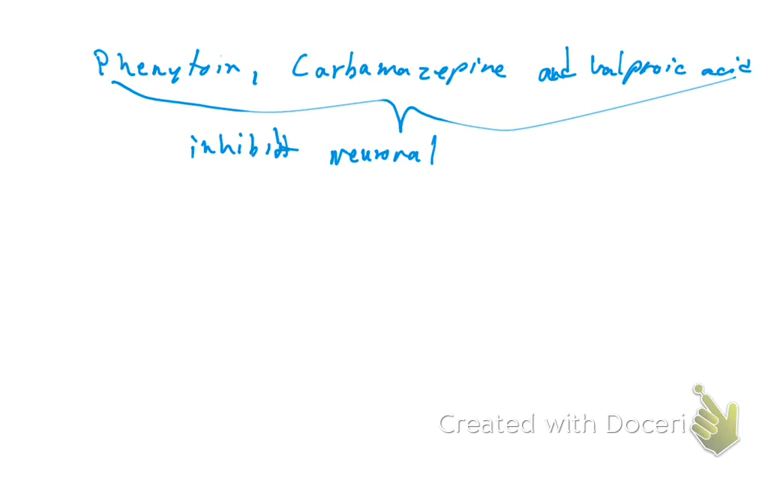 Phenytoin, Carbamazepine and valproic acid
inhibit neuronal
Created with Doceri